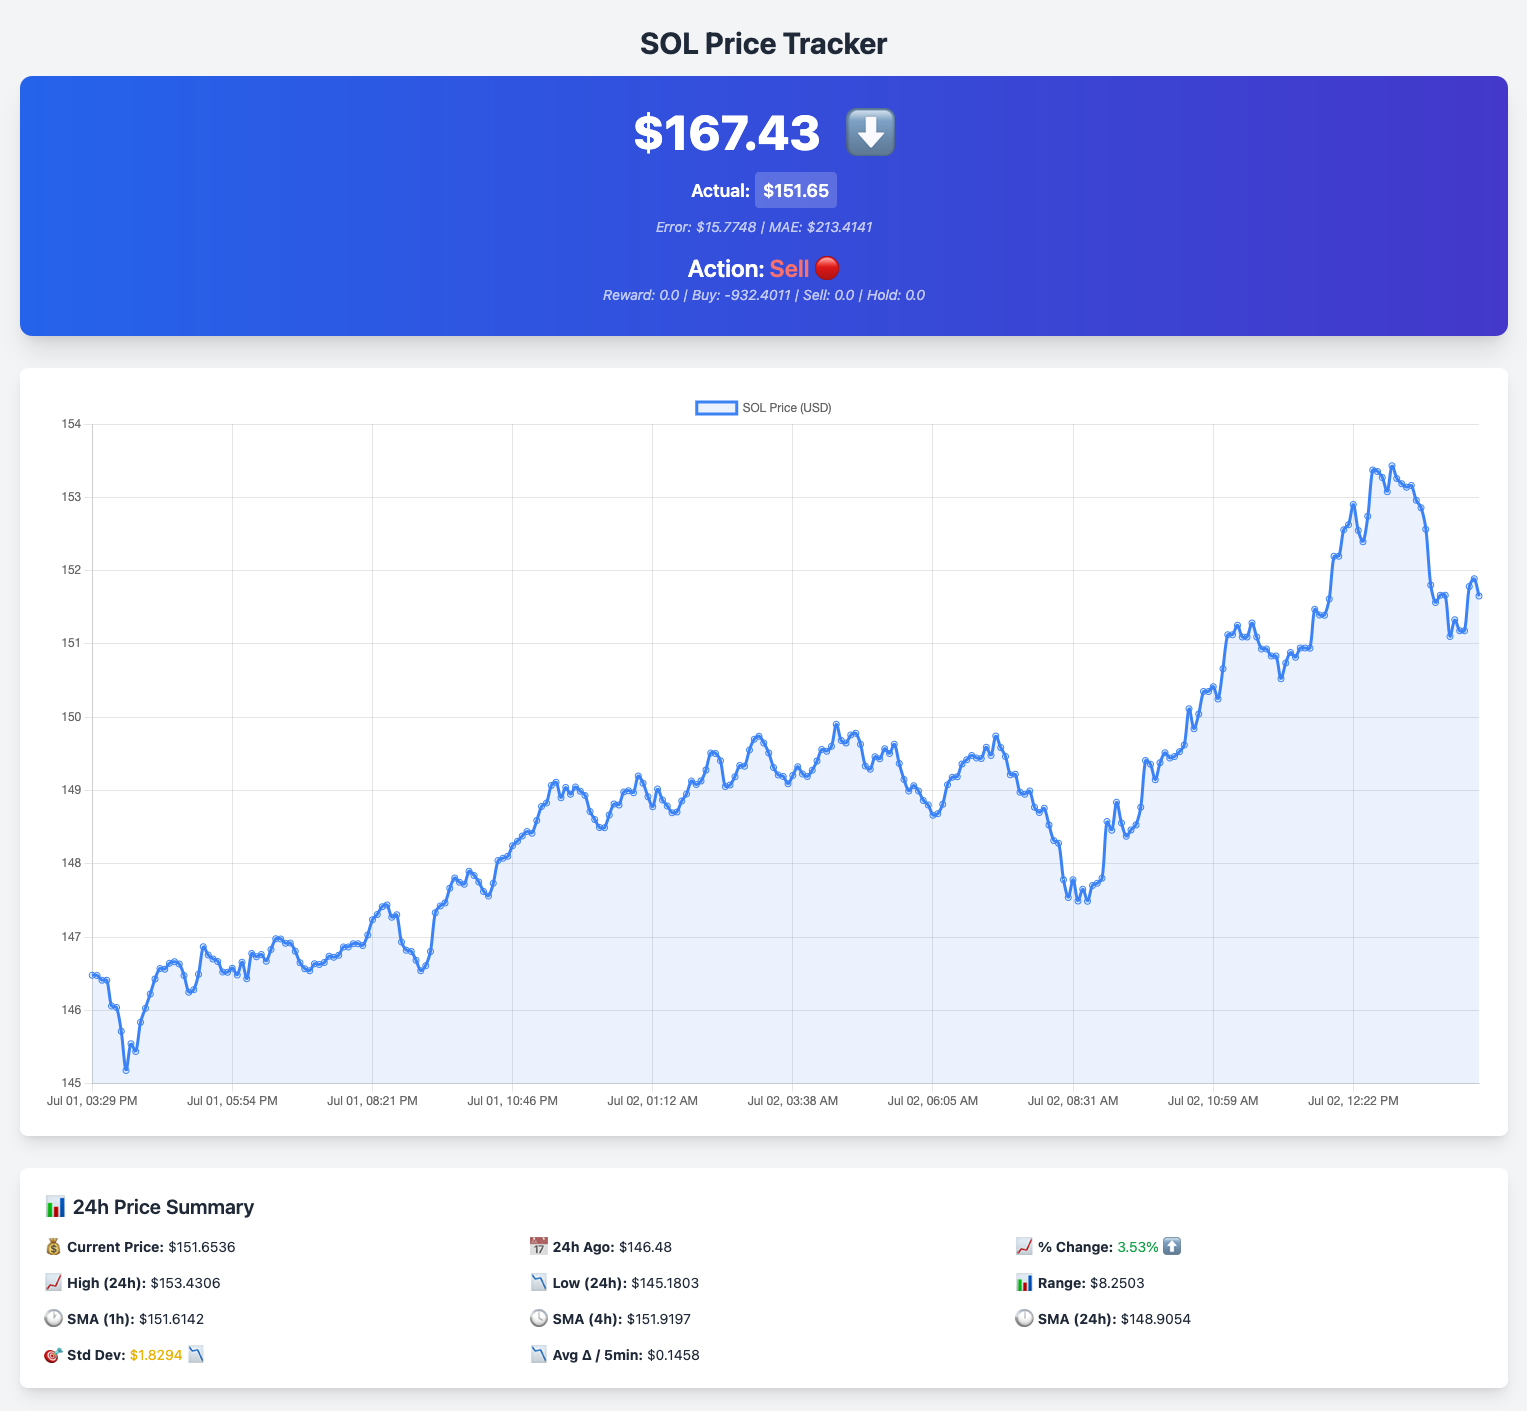 SOL Price Tracker
$167.43 ⬇️
Actual: $151.65
Error: $15.7748 | MAE: $213.4141
Action: Sell 🔴
Reward: 0.0 | Buy: -932.4011 | Sell: 0.0 | Hold: 0.0
SOL Price (USD)
154
153
152
151
150
149
148
147
146
145
Jul 01, 03:29 PM Jul 01, 05:54 PM Jul 01, 08:21 PM Jul 01, 10:46 PM Jul 02, 01:12 AM Jul 02, 03:38 AM Jul 02, 06:05 AM Jul 02, 08:31 AM Jul 02, 10:59 AM Jul 02, 12:22 PM
📊 24h Price Summary
💰 Current Price: $151.6536 📅 24h Ago: $146.48 📈 % Change: 3.53% ⬆️
📈 High (24h): $153.4306 📉 Low (24h): $145.1803 📊 Range: $8.2503
🕐 SMA (1h): $151.6142 🕓 SMA (4h): $151.9197 🕛 SMA (24h): $148.9054
🎯 Std Dev: $1.8294 📉 📉 Avg Δ / 5min: $0.1458